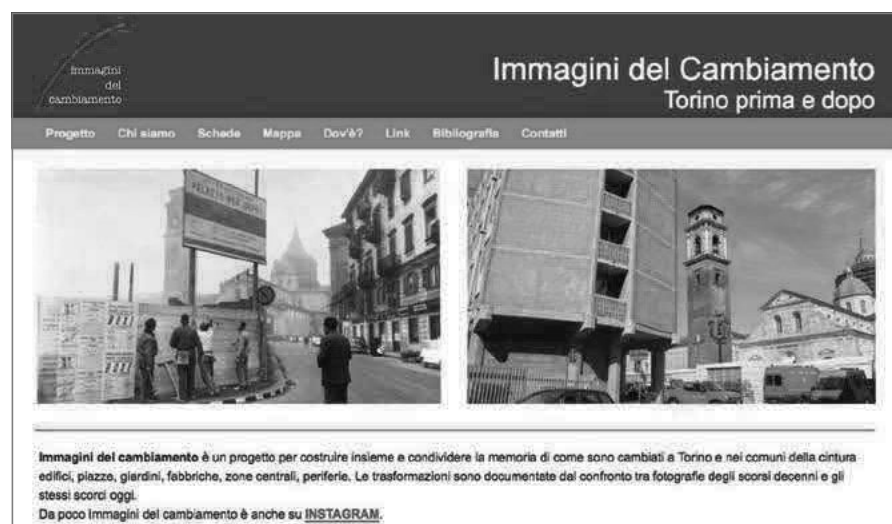 immagini
del
cambiamento
Immagini del Cambiamento
Torino prima e dopo
Progetto Chi siamo Schede Mappa Dov'è? Link Bibliografia Contatti
Immagini del cambiamento è un progetto per costruire insieme e condividere la memoria di come sono cambiati a Torino e nei comuni della cintura
edifici, piazze, giardini, fabbriche, zone centrali, periferie. Le trasformazioni sono documentate dal confronto tra fotografie degli scorsi decenni e gli
stessi scorci oggi.
Da poco Immagini del cambiamento è anche su INSTAGRAM.